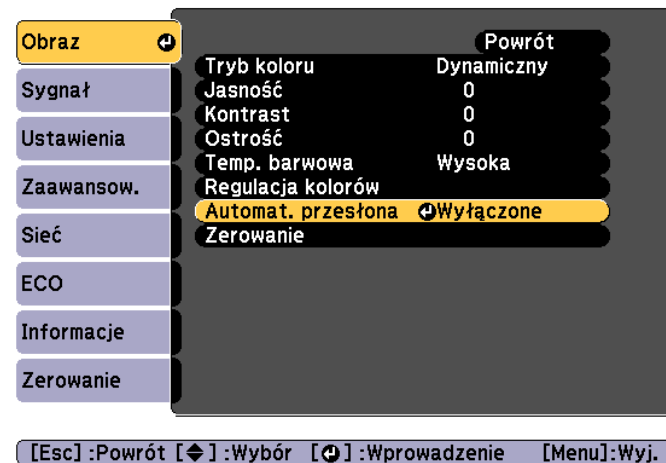 Obraz
Sygnał
Ustawienia
Zaawansow.
Sieć
ECO
Informacje
Zerowanie
Powrót
Tryb koloru Dynamiczny
Jasność 0
Kontrast 0
Ostrość 0
Temp. barwowa Wysoka
Regulacja kolorów
Automat. przesłona Wyłączone
Zerowanie
[Esc] :Powrót [◆] :Wybór [⏎] :Wprowadzenie [Menu]:Wyj.